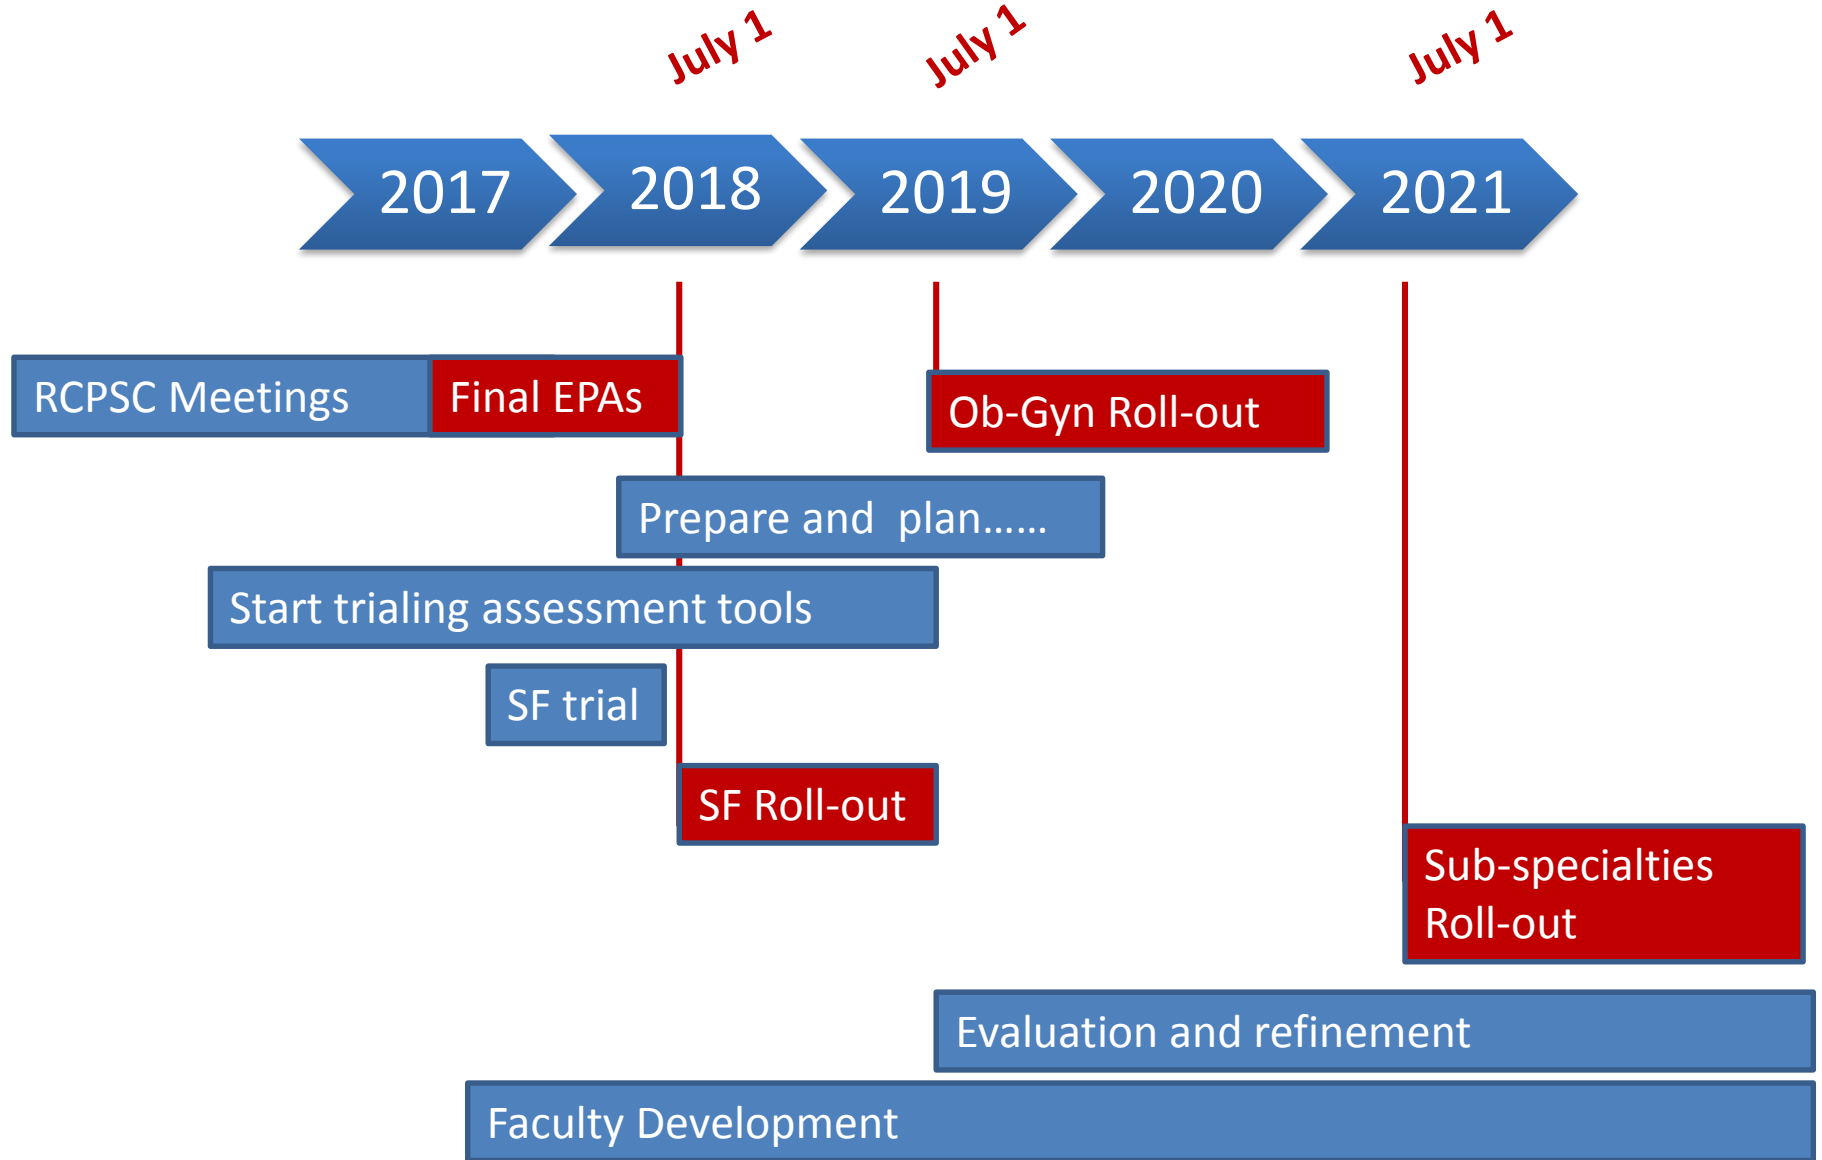 July 1
July 1
July 1
2017
2018
2019
2020
2021
RCPSC Meetings
Final EPAs
Ob-Gyn Roll-out
Prepare and  plan......
Start trialing assessment tools
SF trial
SF Roll-out
Sub-specialties
Roll-out
Evaluation and refinement
Faculty Development